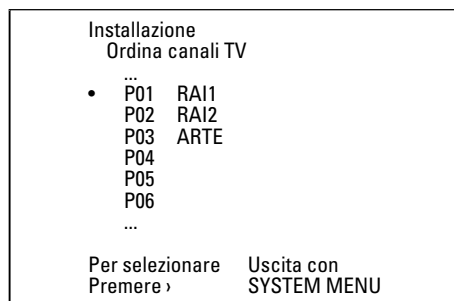 Installazione
Ordina canali TV
...
• P01 RAI1
P02 RAI2
P03 ARTE
P04
P05
P06
...
Per selezionare Uscita con
Premere › SYSTEM MENU